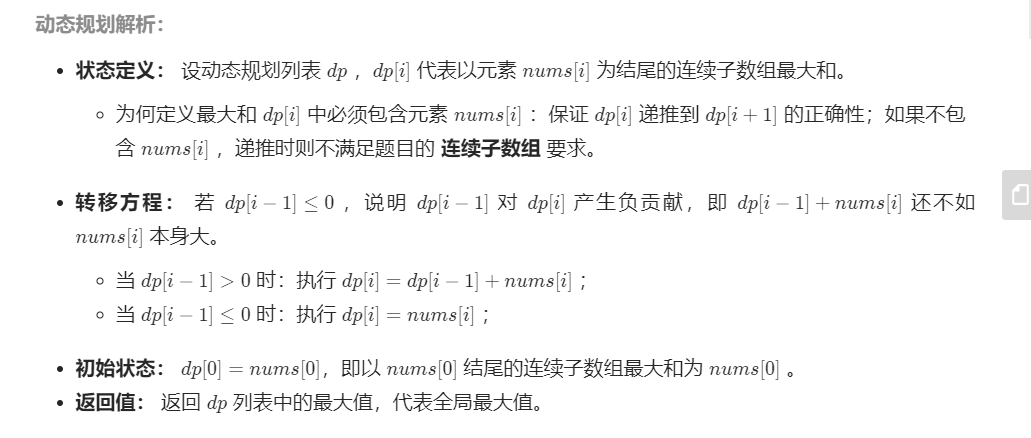 动态规划解析：
• 状态定义： 设动态规划列表 dp ，dp[i] 代表以元素 nums[i] 为结尾的连续子数组最大和。
◦ 为何定义最大和 dp[i] 中必须包含元素 nums[i] ：保证 dp[i] 递推到 dp[i + 1] 的正确性；如果不包
含 nums[i] ，递推时则不满足题目的 连续子数组 要求。
• 转移方程： 若 dp[i − 1] ≤ 0 ，说明 dp[i − 1] 对 dp[i] 产生负贡献，即 dp[i − 1] + nums[i] 还不如
nums[i] 本身大。
◦ 当 dp[i − 1] > 0 时：执行 dp[i] = dp[i − 1] + nums[i] ；
◦ 当 dp[i − 1] ≤ 0 时：执行 dp[i] = nums[i] ；
• 初始状态： dp[0] = nums[0]，即以 nums[0] 结尾的连续子数组最大和为 nums[0] 。
• 返回值： 返回 dp 列表中的最大值，代表全局最大值。